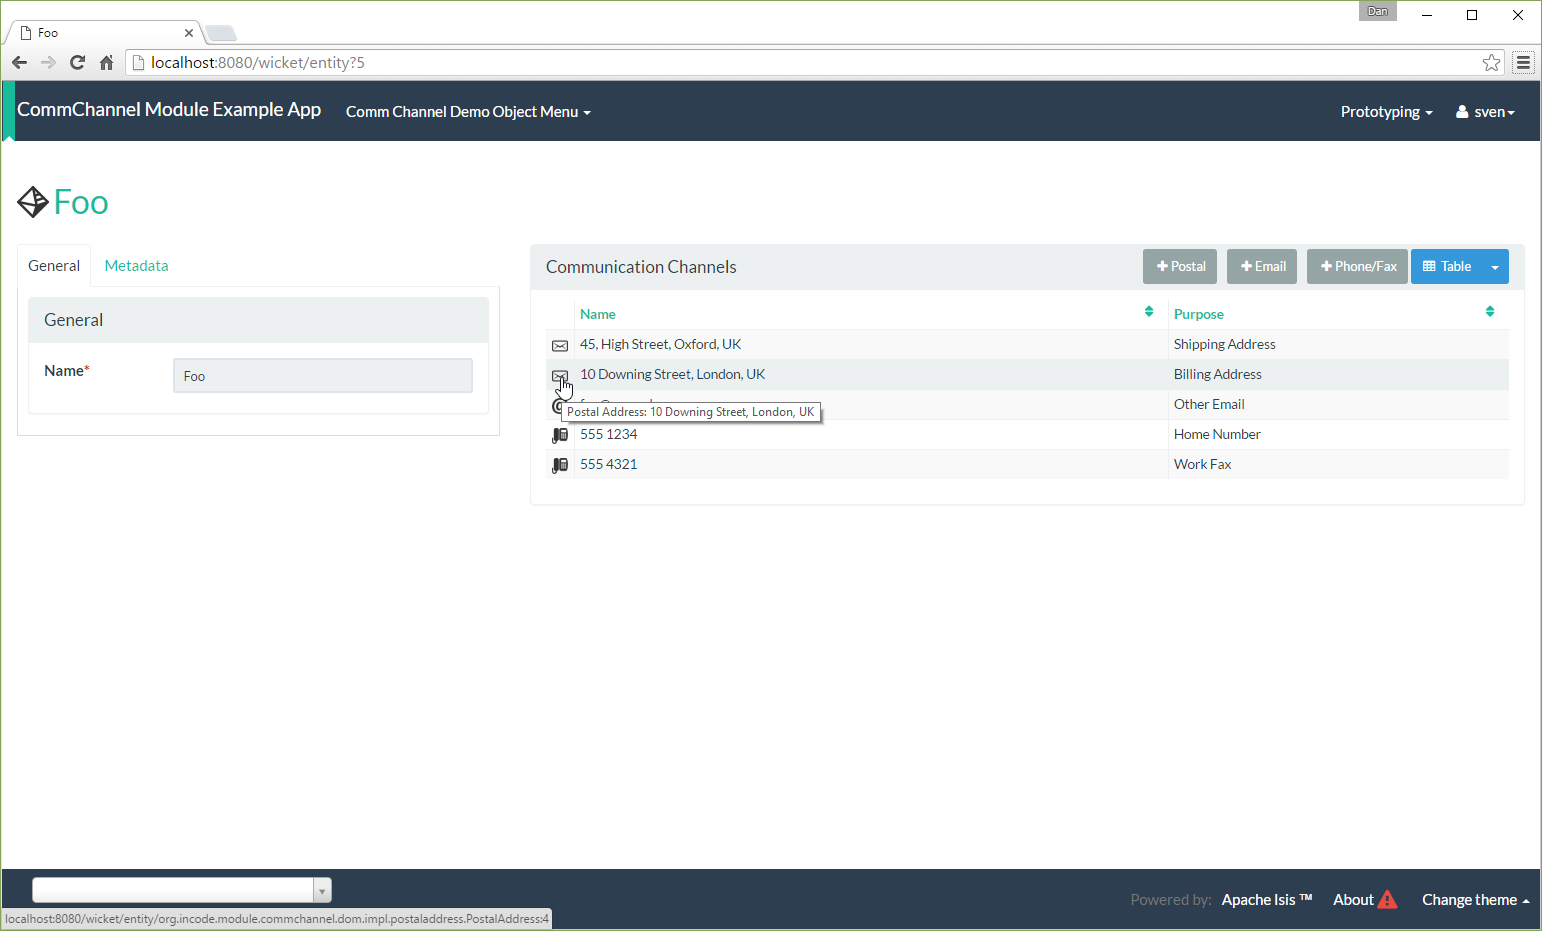 Dan
Foo
localhost:8080/wicket/entity?5
CommChannel Module Example App Comm Channel Demo Object Menu Prototyping sven
Foo
General Metadata
General
Name* Foo
Communication Channels Postal Email Phone/Fax Table
Name Purpose
45, High Street, Oxford, UK Shipping Address
10 Downing Street, London, UK Billing Address
Other Email
Postal Address: 10 Downing Street, London, UK
555 1234 Home Number
555 4321 Work Fax
Powered by: Apache Isis ™ About Change theme
localhost:8080/wicket/entity/org.incode.module.commchannel.dom.impl.postaladdress.PostalAddress:4